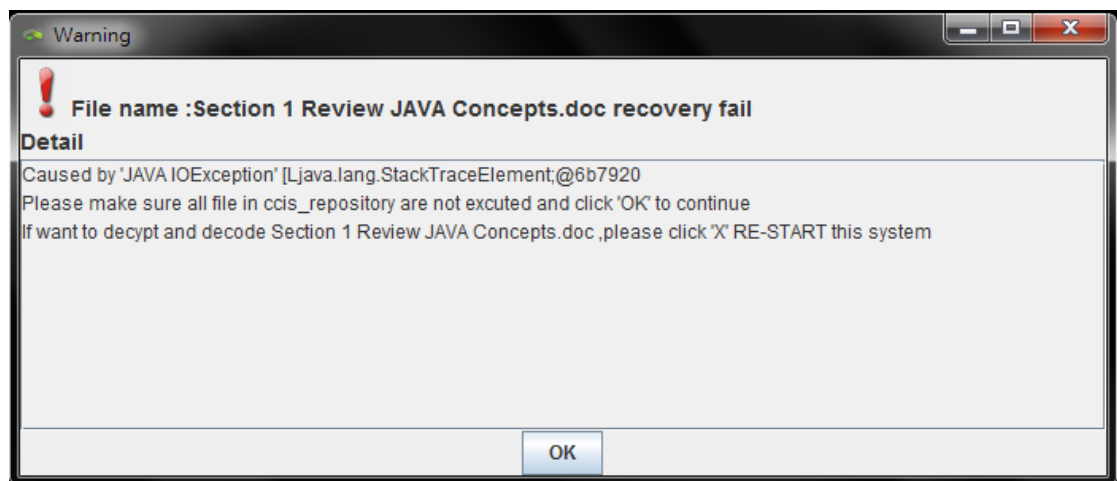 Warning
File name :Section 1 Review JAVA Concepts.doc recovery fail
Detail
Caused by 'JAVA IOException' [Ljava.lang.StackTraceElement;@6b7920
Please make sure all file in ccis_repository are not excuted and click 'OK' to continue
If want to decypt and decode Section 1 Review JAVA Concepts.doc ,please click 'X' RE-START this system
OK